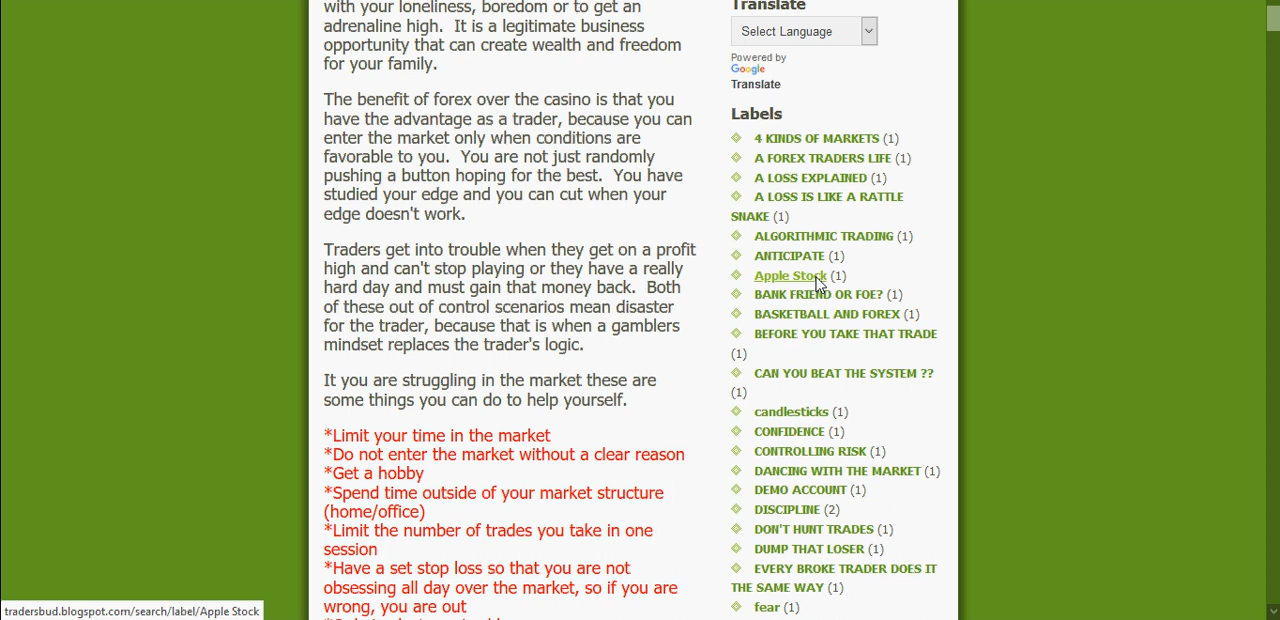 with your loneliness, boredom or to get an
adrenaline high.  It is a legitimate business
opportunity that can create wealth and freedom
for your family.
The benefit of forex over the casino is that you
have the advantage as a trader, because you can
enter the market only when conditions are
favorable to you.  You are not just randomly
pushing a button hoping for the best.  You have
studied your edge and you can cut when your
edge doesn't work.
Traders get into trouble when they get on a profit
high and can't stop playing or they have a really
hard day and must gain that money back.  Both
of these out of control scenarios mean disaster
for the trader, because that is when a gamblers
mindset replaces the trader's logic.
It you are struggling in the market these are
some things you can do to help yourself.
*Limit your time in the market
*Do not enter the market without a clear reason
*Get a hobby
*Spend time outside of your market structure
(home/office)
*Limit the number of trades you take in one
session
*Have a set stop loss so that you are not
obsessing all day over the market, so if you are
wrong, you are out
Translate
Select Language
Powered by
Google
Translate
Labels
4 KINDS OF MARKETS (1)
A FOREX TRADERS LIFE (1)
A LOSS EXPLAINED (1)
A LOSS IS LIKE A RATTLE
SNAKE (1)
ALGORITHMIC TRADING (1)
ANTICIPATE (1)
Apple Stock (1)
BANK FRIEND OR FOE? (1)
BASKETBALL AND FOREX (1)
BEFORE YOU TAKE THAT TRADE
(1)
CAN YOU BEAT THE SYSTEM ??
(1)
candlesticks (1)
CONFIDENCE (1)
CONTROLLING RISK (1)
DANCING WITH THE MARKET (1)
DEMO ACCOUNT (1)
DISCIPLINE (2)
DON'T HUNT TRADES (1)
DUMP THAT LOSER (1)
EVERY BROKE TRADER DOES IT
THE SAME WAY (1)
fear (1)
tradersbud.blogspot.com/search/label/Apple Stock